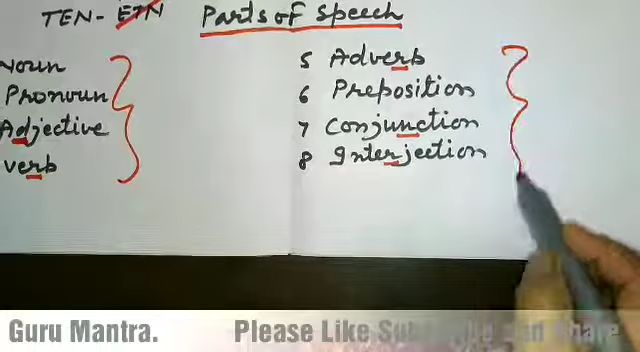 TEN- ETN Parts of Speech
Noun
Pronoun
Adjective
verb
5 Adverb
6 Preposition
7 Conjunction
8 Interjection
Guru Mantra. Please Like Share